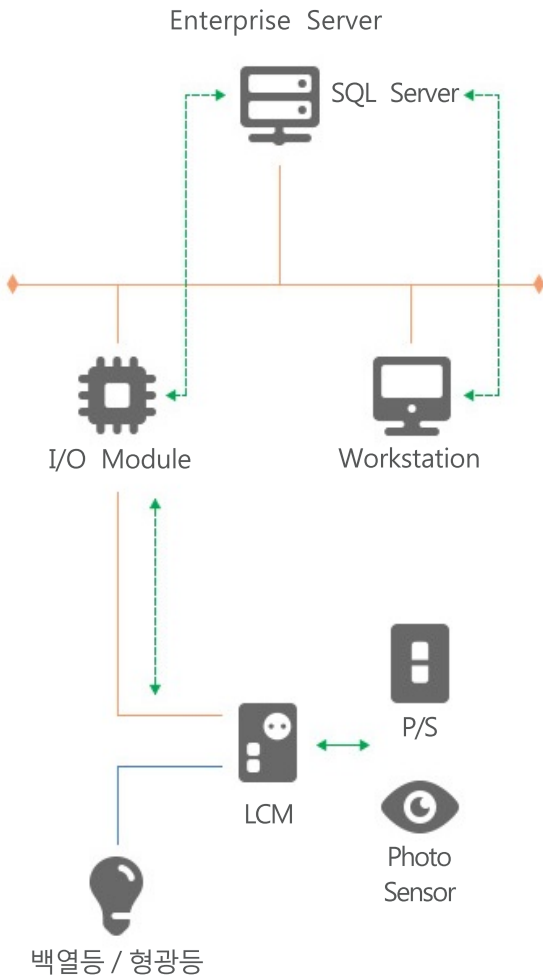 Enterprise Server
SQL Server
I/O Module
Workstation
P/S
LCM
Photo
Sensor
백열등 / 형광등